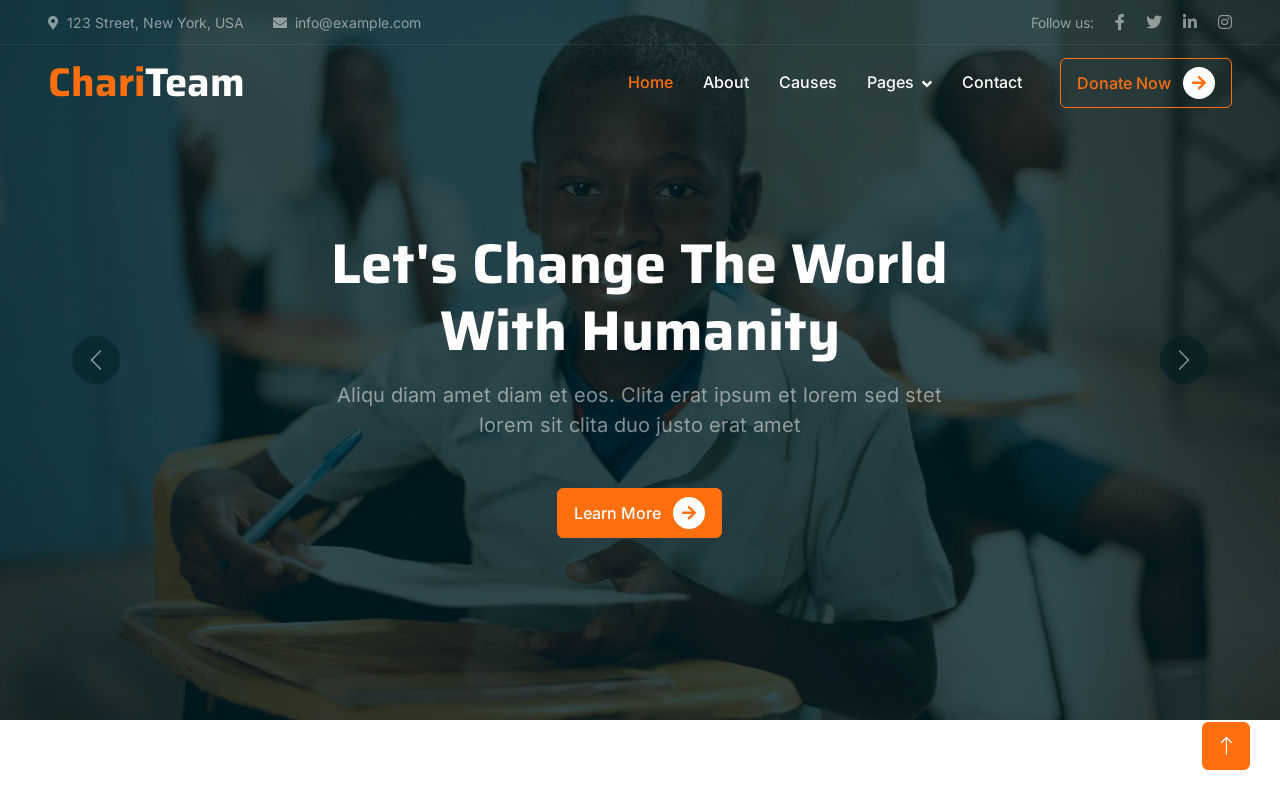 123 Street, New York, USA
info@example.com
Follow us:
ChariTeam
Home
About
Causes
Pages
Contact
Donate Now
Let's Change The World
With Humanity
Aliqu diam amet diam et eos. Clita erat ipsum et lorem sed stet
lorem sit clita duo justo erat amet
Learn More